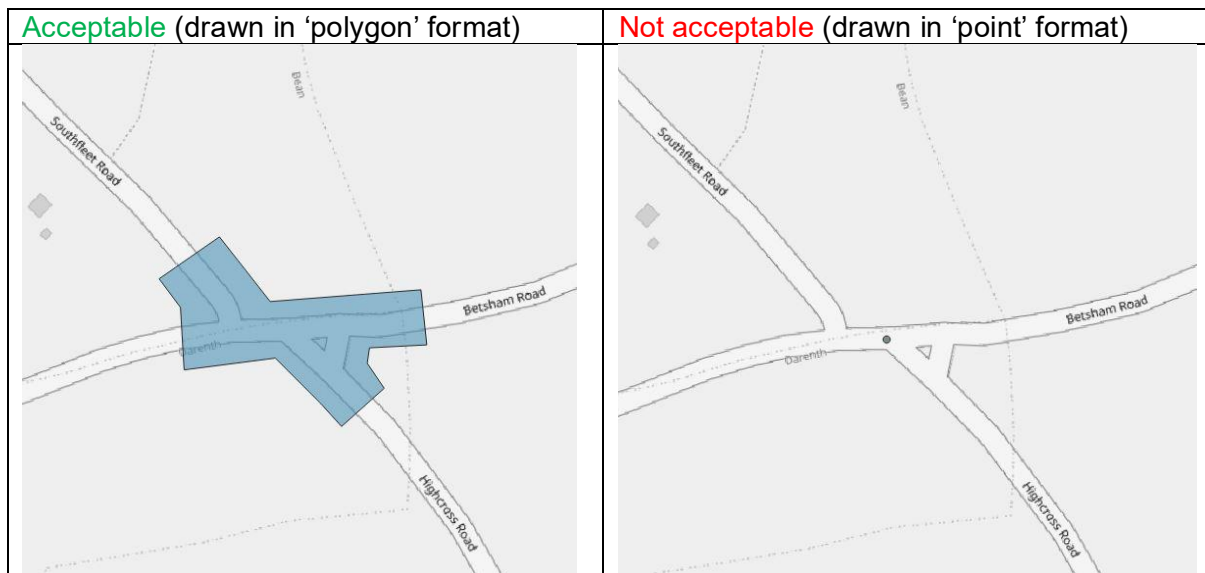 Acceptable (drawn in ‘polygon’ format)
Not acceptable (drawn in ‘point’ format)
Bean
Southfleet Road
Betsham Road
Darenth
Highcross Road
Bean
Southfleet Road
Betsham Road
Darenth
Highcross Road